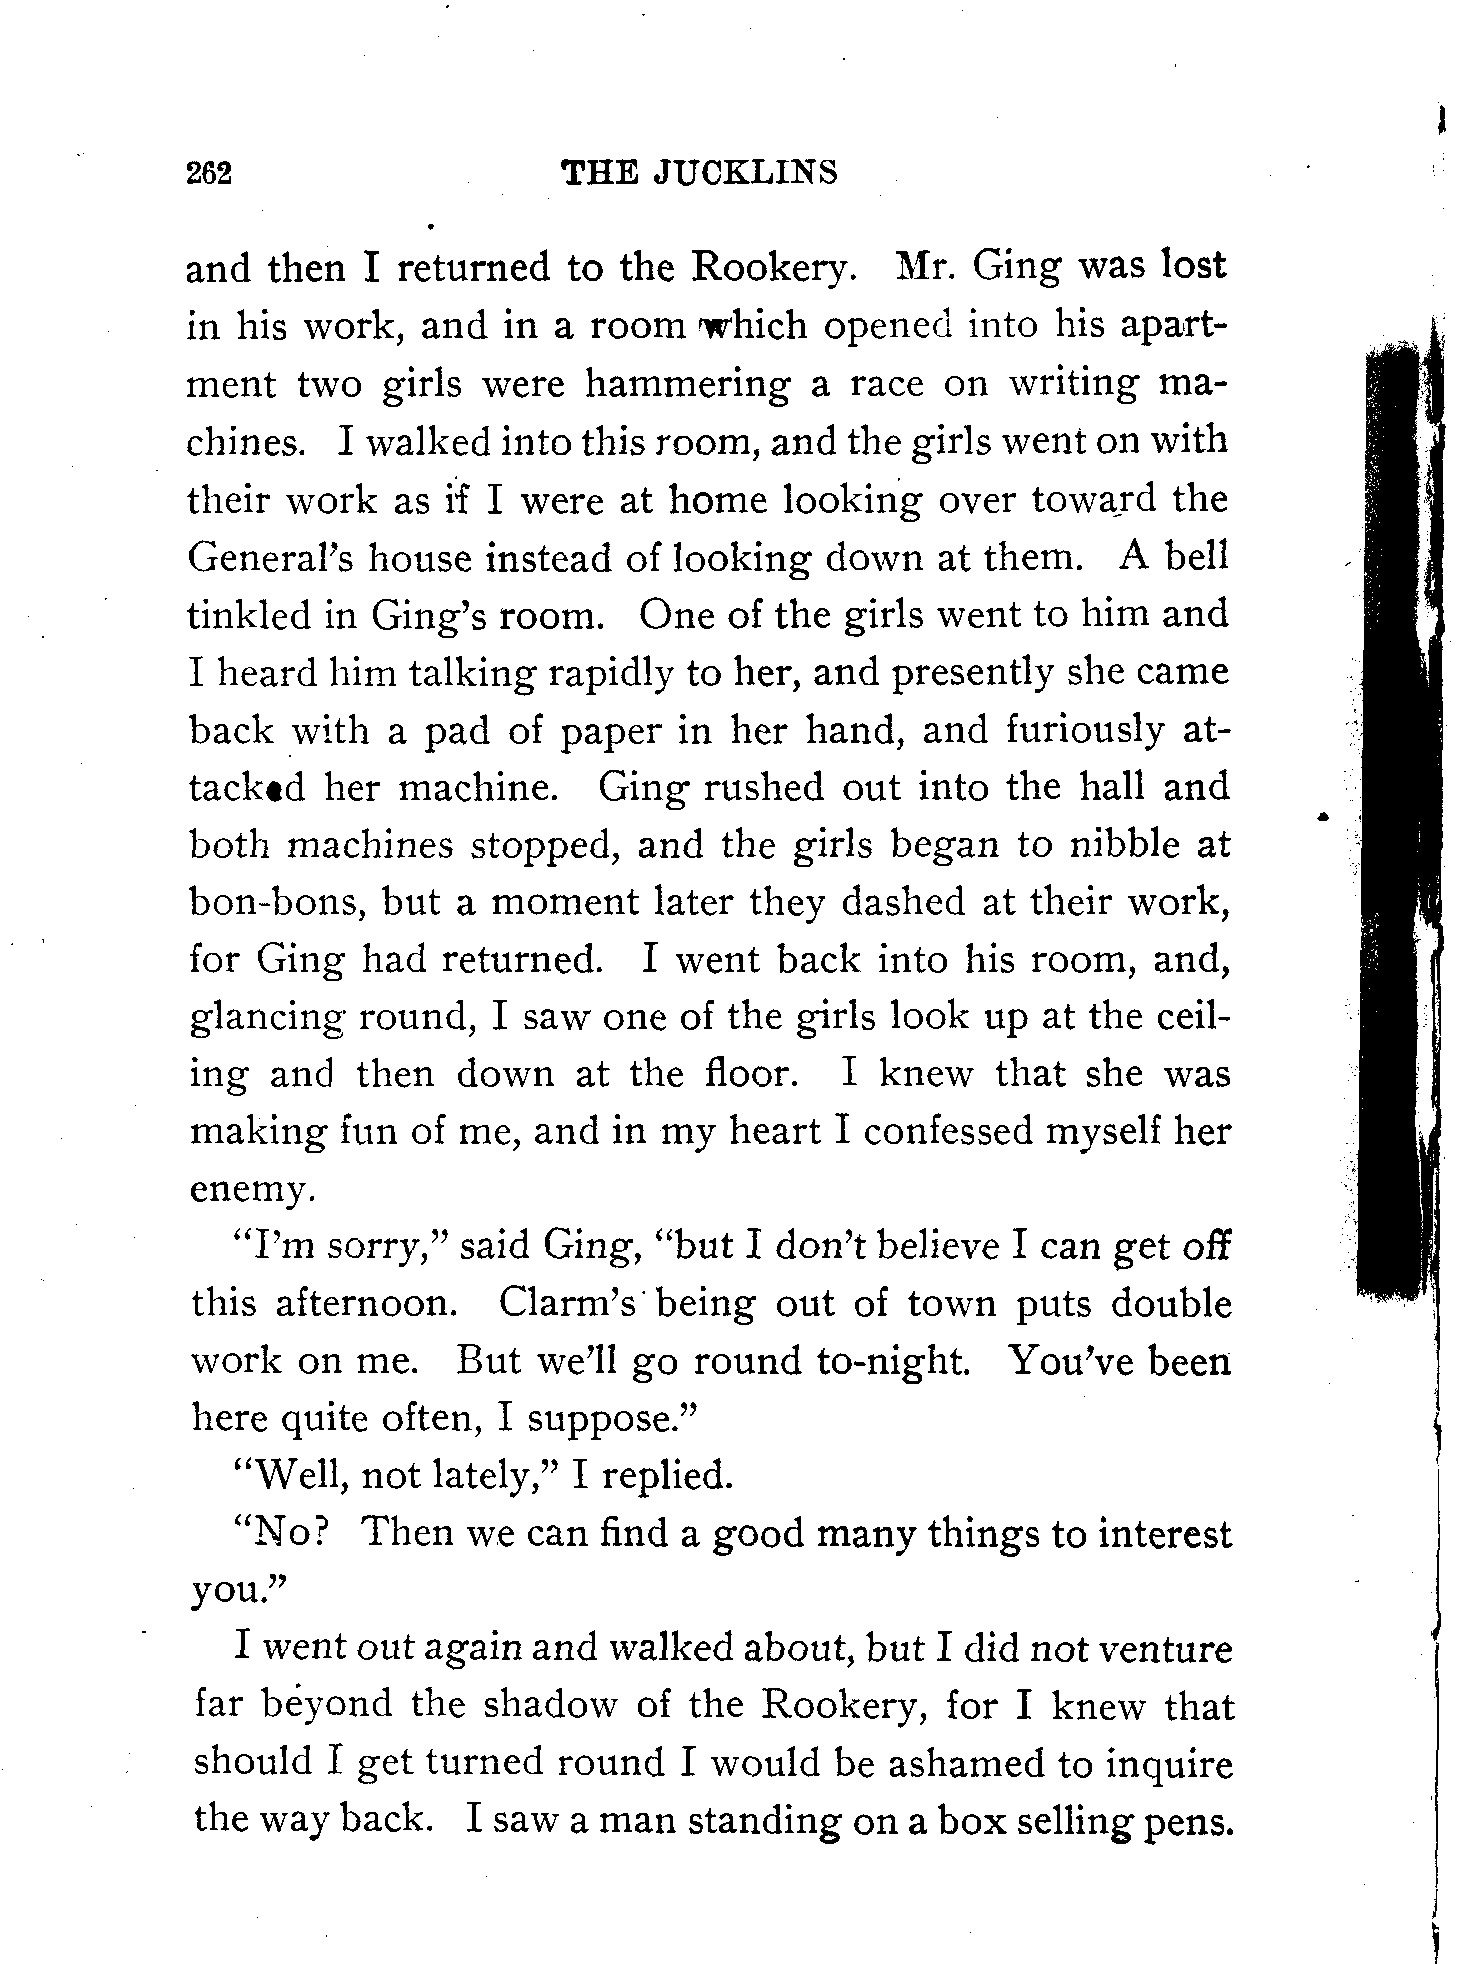 262 THE JUCKLINS
and then I returned to the Rookery. Mr. Ging was lost
in his work, and in a room which opened into his apart-
ment two girls were hammering a race on writing ma-
chines. I walked into this room, and the girls went on with
their work as if I were at home looking over toward the
General's house instead of looking down at them. A bell
tinkled in Ging's room. One of the girls went to him and
I heard him talking rapidly to her, and presently she came
back with a pad of paper in her hand, and furiously at-
tacked her machine. Ging rushed out into the hall and
both machines stopped, and the girls began to nibble at
bon-bons, but a moment later they dashed at their work,
for Ging had returned. I went back into his room, and,
glancing round, I saw one of the girls look up at the ceil-
ing and then down at the floor. I knew that she was
making fun of me, and in my heart I confessed myself her
enemy.
"I'm sorry," said Ging, "but I don't believe I can get off
this afternoon. Clarm's being out of town puts double
work on me. But we'll go round to-night. You've been
here quite often, I suppose."
"Well, not lately," I replied.
"No? Then we can find a good many things to interest
you."
I went out again and walked about, but I did not venture
far beyond the shadow of the Rookery, for I knew that
should I get turned round I would be ashamed to inquire
the way back. I saw a man standing on a box selling pens.